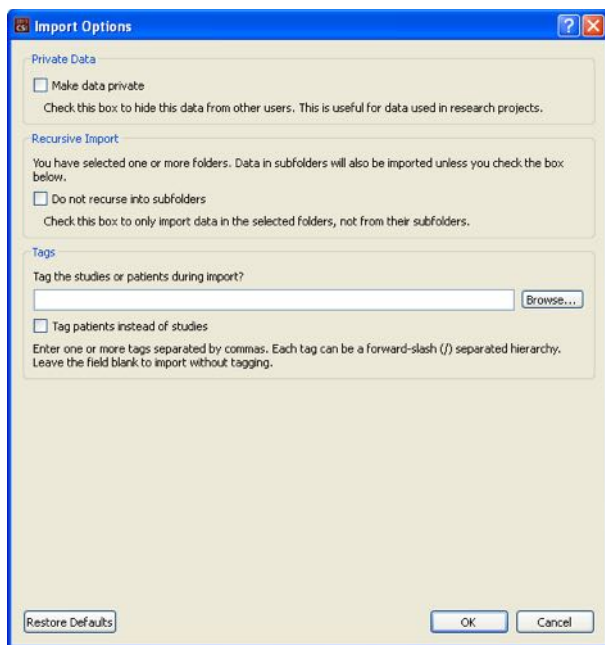 Import Options
Private Data
Make data private
Check this box to hide this data from other users. This is useful for data used in research projects.
Recursive Import
You have selected one or more folders. Data in subfolders will also be imported unless you check the box
below.
Do not recurse into subfolders
Check this box to only import data in the selected folders, not from their subfolders.
Tags
Tag the studies or patients during import?
Browse...
Tag patients instead of studies
Enter one or more tags separated by commas. Each tag can be a forward-slash (/) separated hierarchy.
Leave the field blank to import without tagging.
Restore Defaults
OK
Cancel